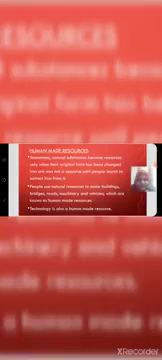 HUMAN MADE RESOURCES
•Sometimes, natural substances become resources
only when their original form has been changed.
Iron ore was not a resource until people learnt to
extract iron from it.
•People use natural resources to make buildings,
bridges, roads, machinery and vehicles, which are
known as human made resources.
•Technology is also a human made resource.
XRecorder